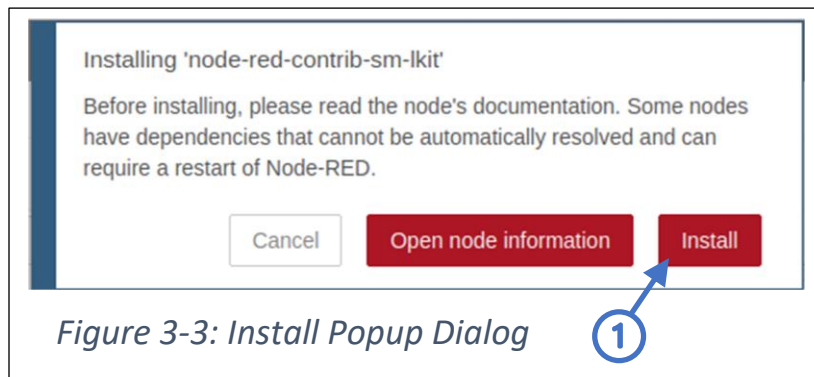 Installing 'node-red-contrib-sm-lkit'
Before installing, please read the node's documentation. Some nodes
have dependencies that cannot be automatically resolved and can
require a restart of Node-RED.
Cancel Open node information Install
Figure 3-3: Install Popup Dialog 1